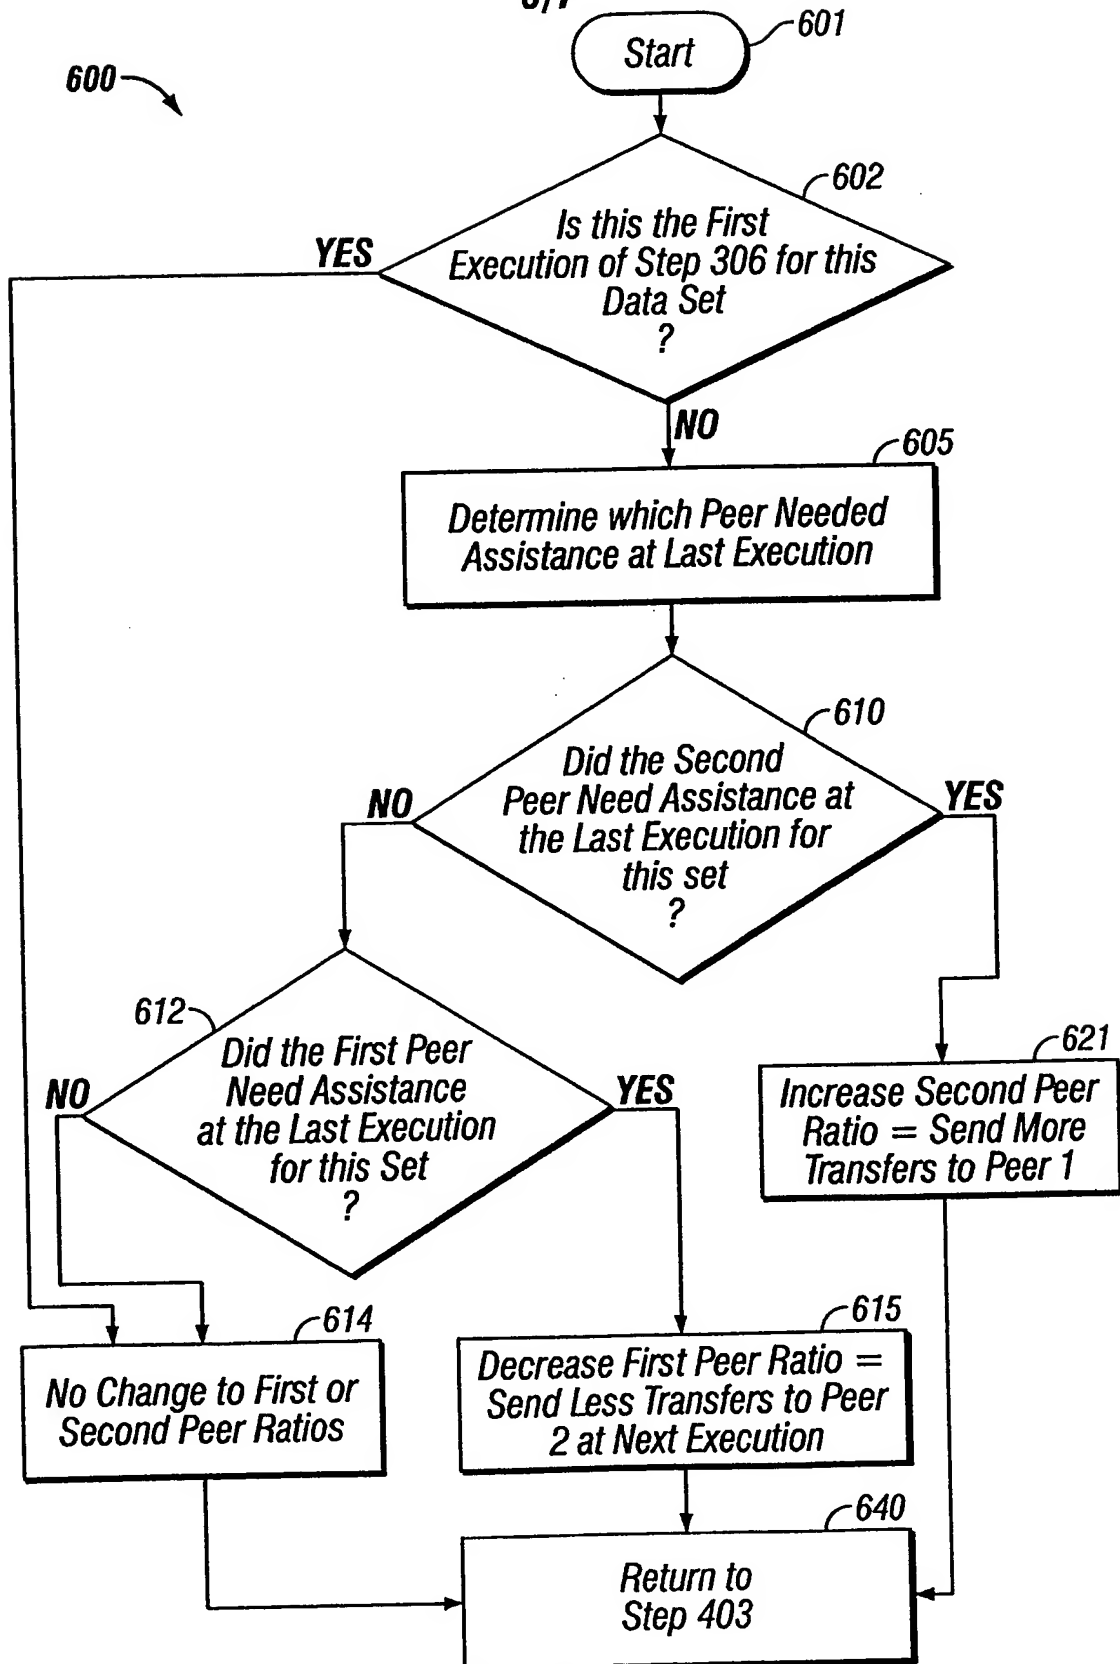 601
Start
600
602
Is this the First
Execution of Step 306 for this
Data Set
?
YES
NO
605
Determine which Peer Needed
Assistance at Last Execution
610
Did the Second
Peer Need Assistance at
the Last Execution for
this set
?
NO
YES
612
Did the First Peer
Need Assistance
at the Last Execution
for this Set
?
NO
YES
621
Increase Second Peer
Ratio = Send More
Transfers to Peer 1
614
No Change to First or
Second Peer Ratios
615
Decrease First Peer Ratio =
Send Less Transfers to Peer
2 at Next Execution
640
Return to
Step 403